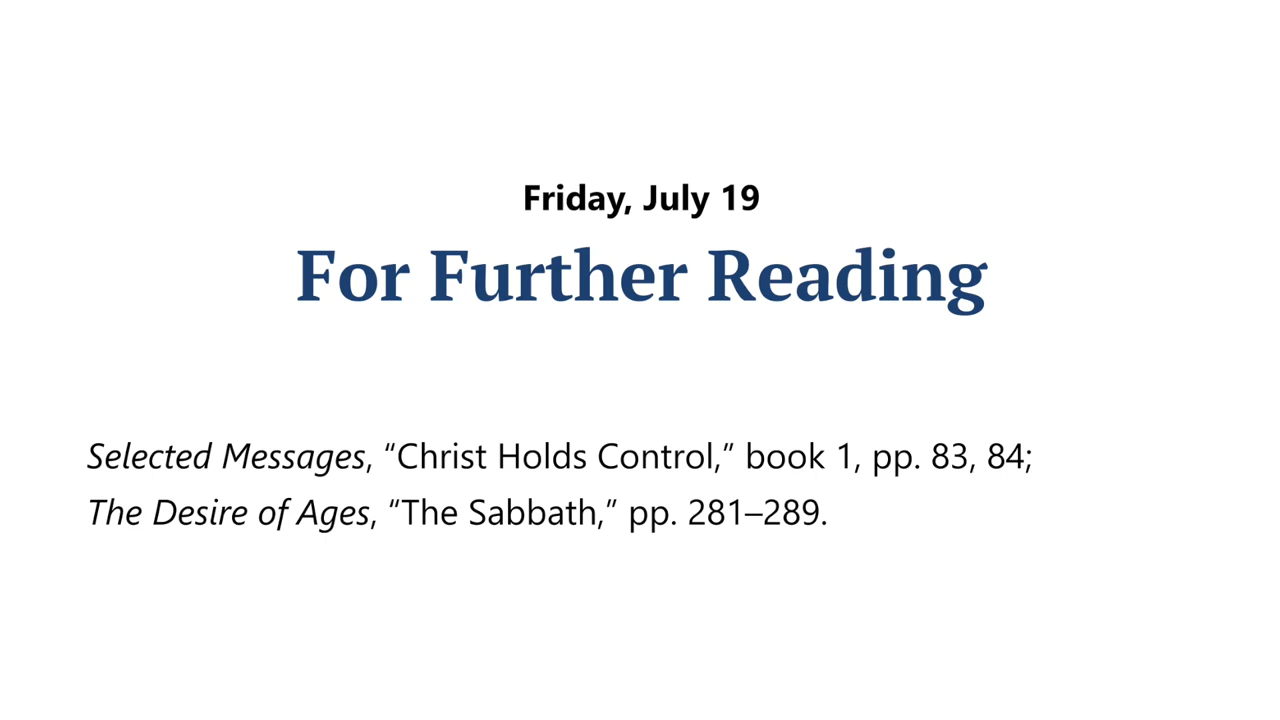 Friday, July 19
For Further Reading
Selected Messages, “Christ Holds Control,” book 1, pp. 83, 84;
The Desire of Ages, “The Sabbath,” pp. 281–289.